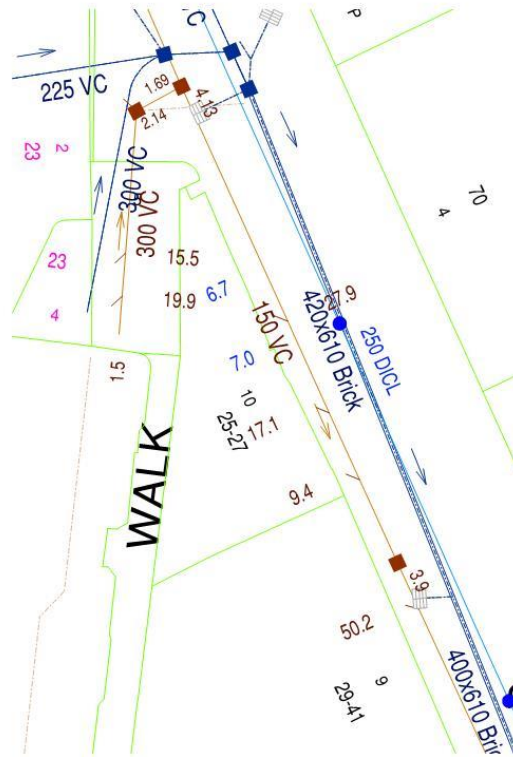 P
C
225 VC
1.69
4.13
2.14
23
2
300 VC
300 VC
70
4
23
4
15.5
19.9
6.7
27.9
420x610 Brick
250 DICL
150 VC
7.0
1.5
10
25-27
17.1
WALK
9.4
3.9
50.2
9
29-41
400x610 Bric